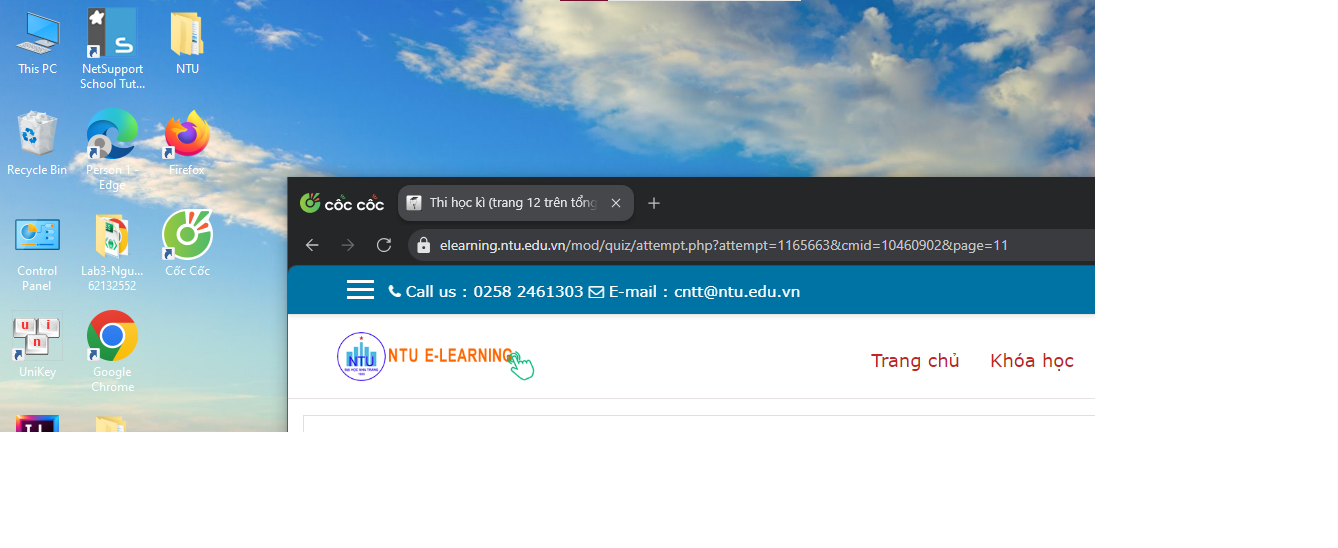 This PC
NetSupport
School Tut...
NTU
Recycle Bin
Person 1 -
Edge
Firefox
Control
Panel
Lab3-Ngu...
62132552
Cốc Cốc
UniKey
Google
Chrome
cốc cốc
Thi học kì (trang 12 trên tổng
elearning.ntu.edu.vn/mod/quiz/attempt.php?attempt=1165663&cmid=10460902&page=11
Call us : 0258 2461303 E-mail : cntt@ntu.edu.vn
NTU
NTU E-LEARNING
Trang chủ
Khóa học